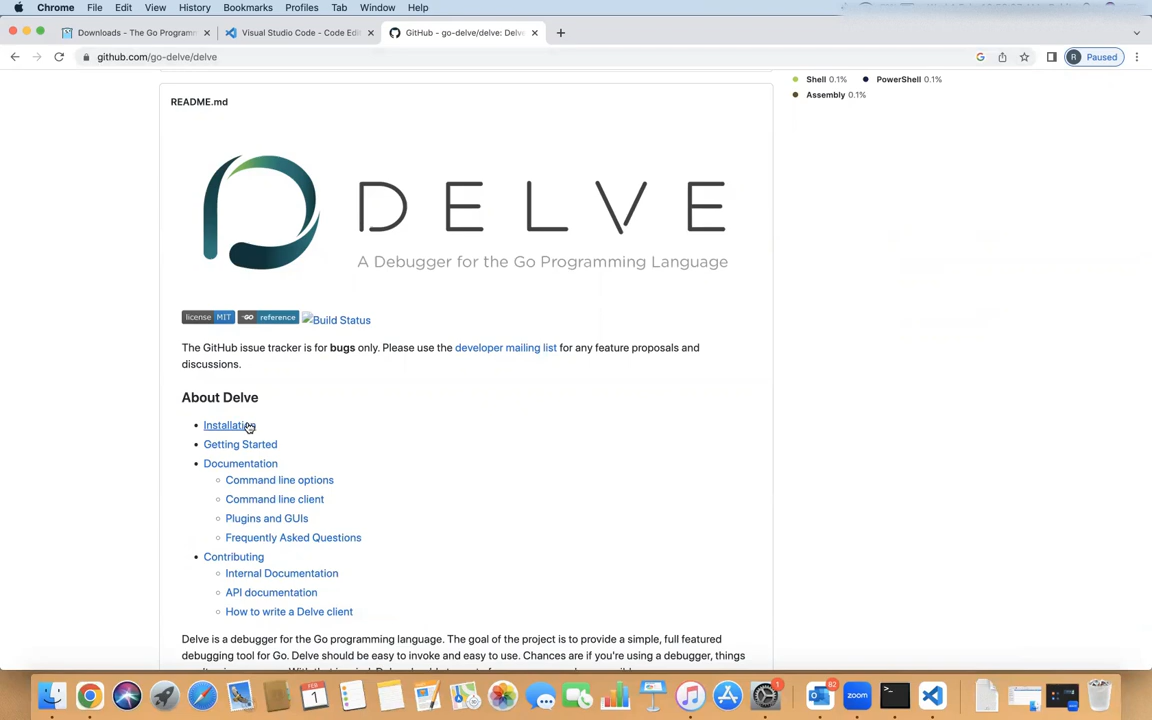 Chrome File Edit View History Bookmarks Profiles Tab Window Help
Downloads - The Go Programm
Visual Studio Code - Code Edit
GitHub - go-delve/delve: Delve
github.com/go-delve/delve
R Paused
Shell 0.1% PowerShell 0.1%
Assembly 0.1%
README.md
DELVE
A Debugger for the Go Programming Language
license MIT GO reference Build Status
The GitHub issue tracker is for bugs only. Please use the developer mailing list for any feature proposals and
discussions.
About Delve
Installation
Getting Started
Documentation
Command line options
Command line client
Plugins and GUIs
Frequently Asked Questions
Contributing
Internal Documentation
API documentation
How to write a Delve client
Delve is a debugger for the Go programming language. The goal of the project is to provide a simple, full featured
debugging tool for Go. Delve should be easy to invoke and easy to use. Chances are if you're using a debugger, things
FEB
1
1
82
zoom